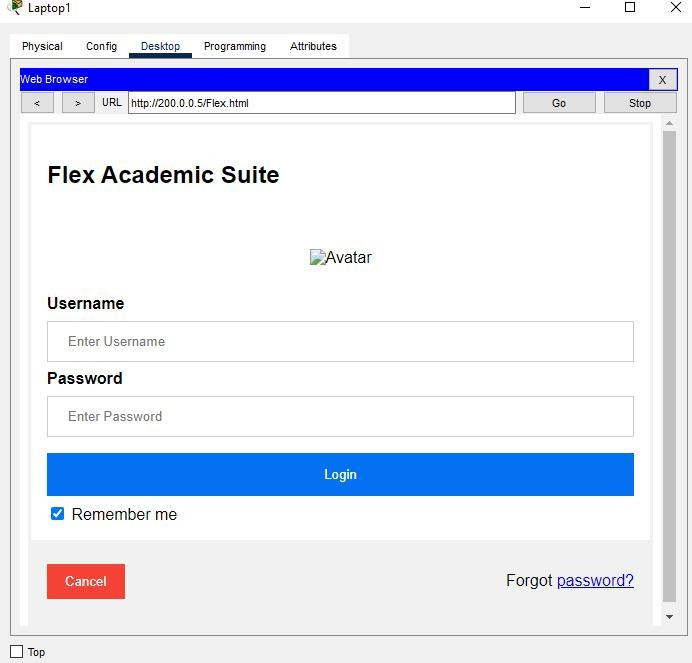 Laptop1
Physical Config Desktop Programming Attributes
Web Browser X
< > URL http://200.0.0.5/Flex.html Go Stop
Flex Academic Suite
Avatar
Username
Enter Username
Password
Enter Password
Login
Remember me
Cancel Forgot password?
Top